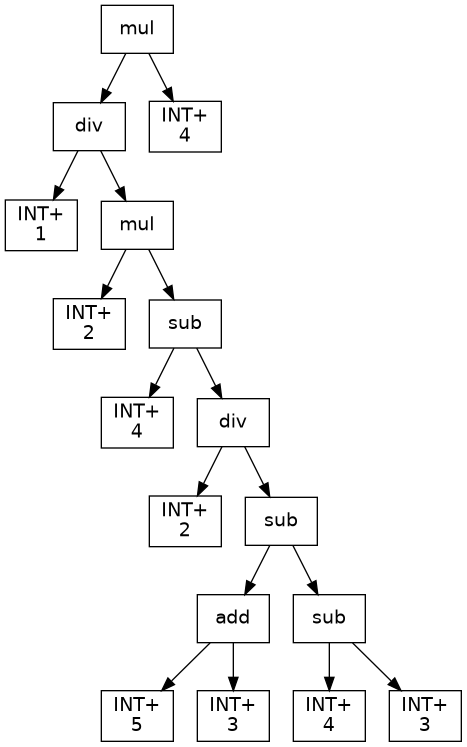 mul
div
INT+
4
INT+
1
mul
INT+
2
sub
INT+
4
div
INT+
2
sub
add
sub
INT+
5
INT+
3
INT+
4
INT+
3